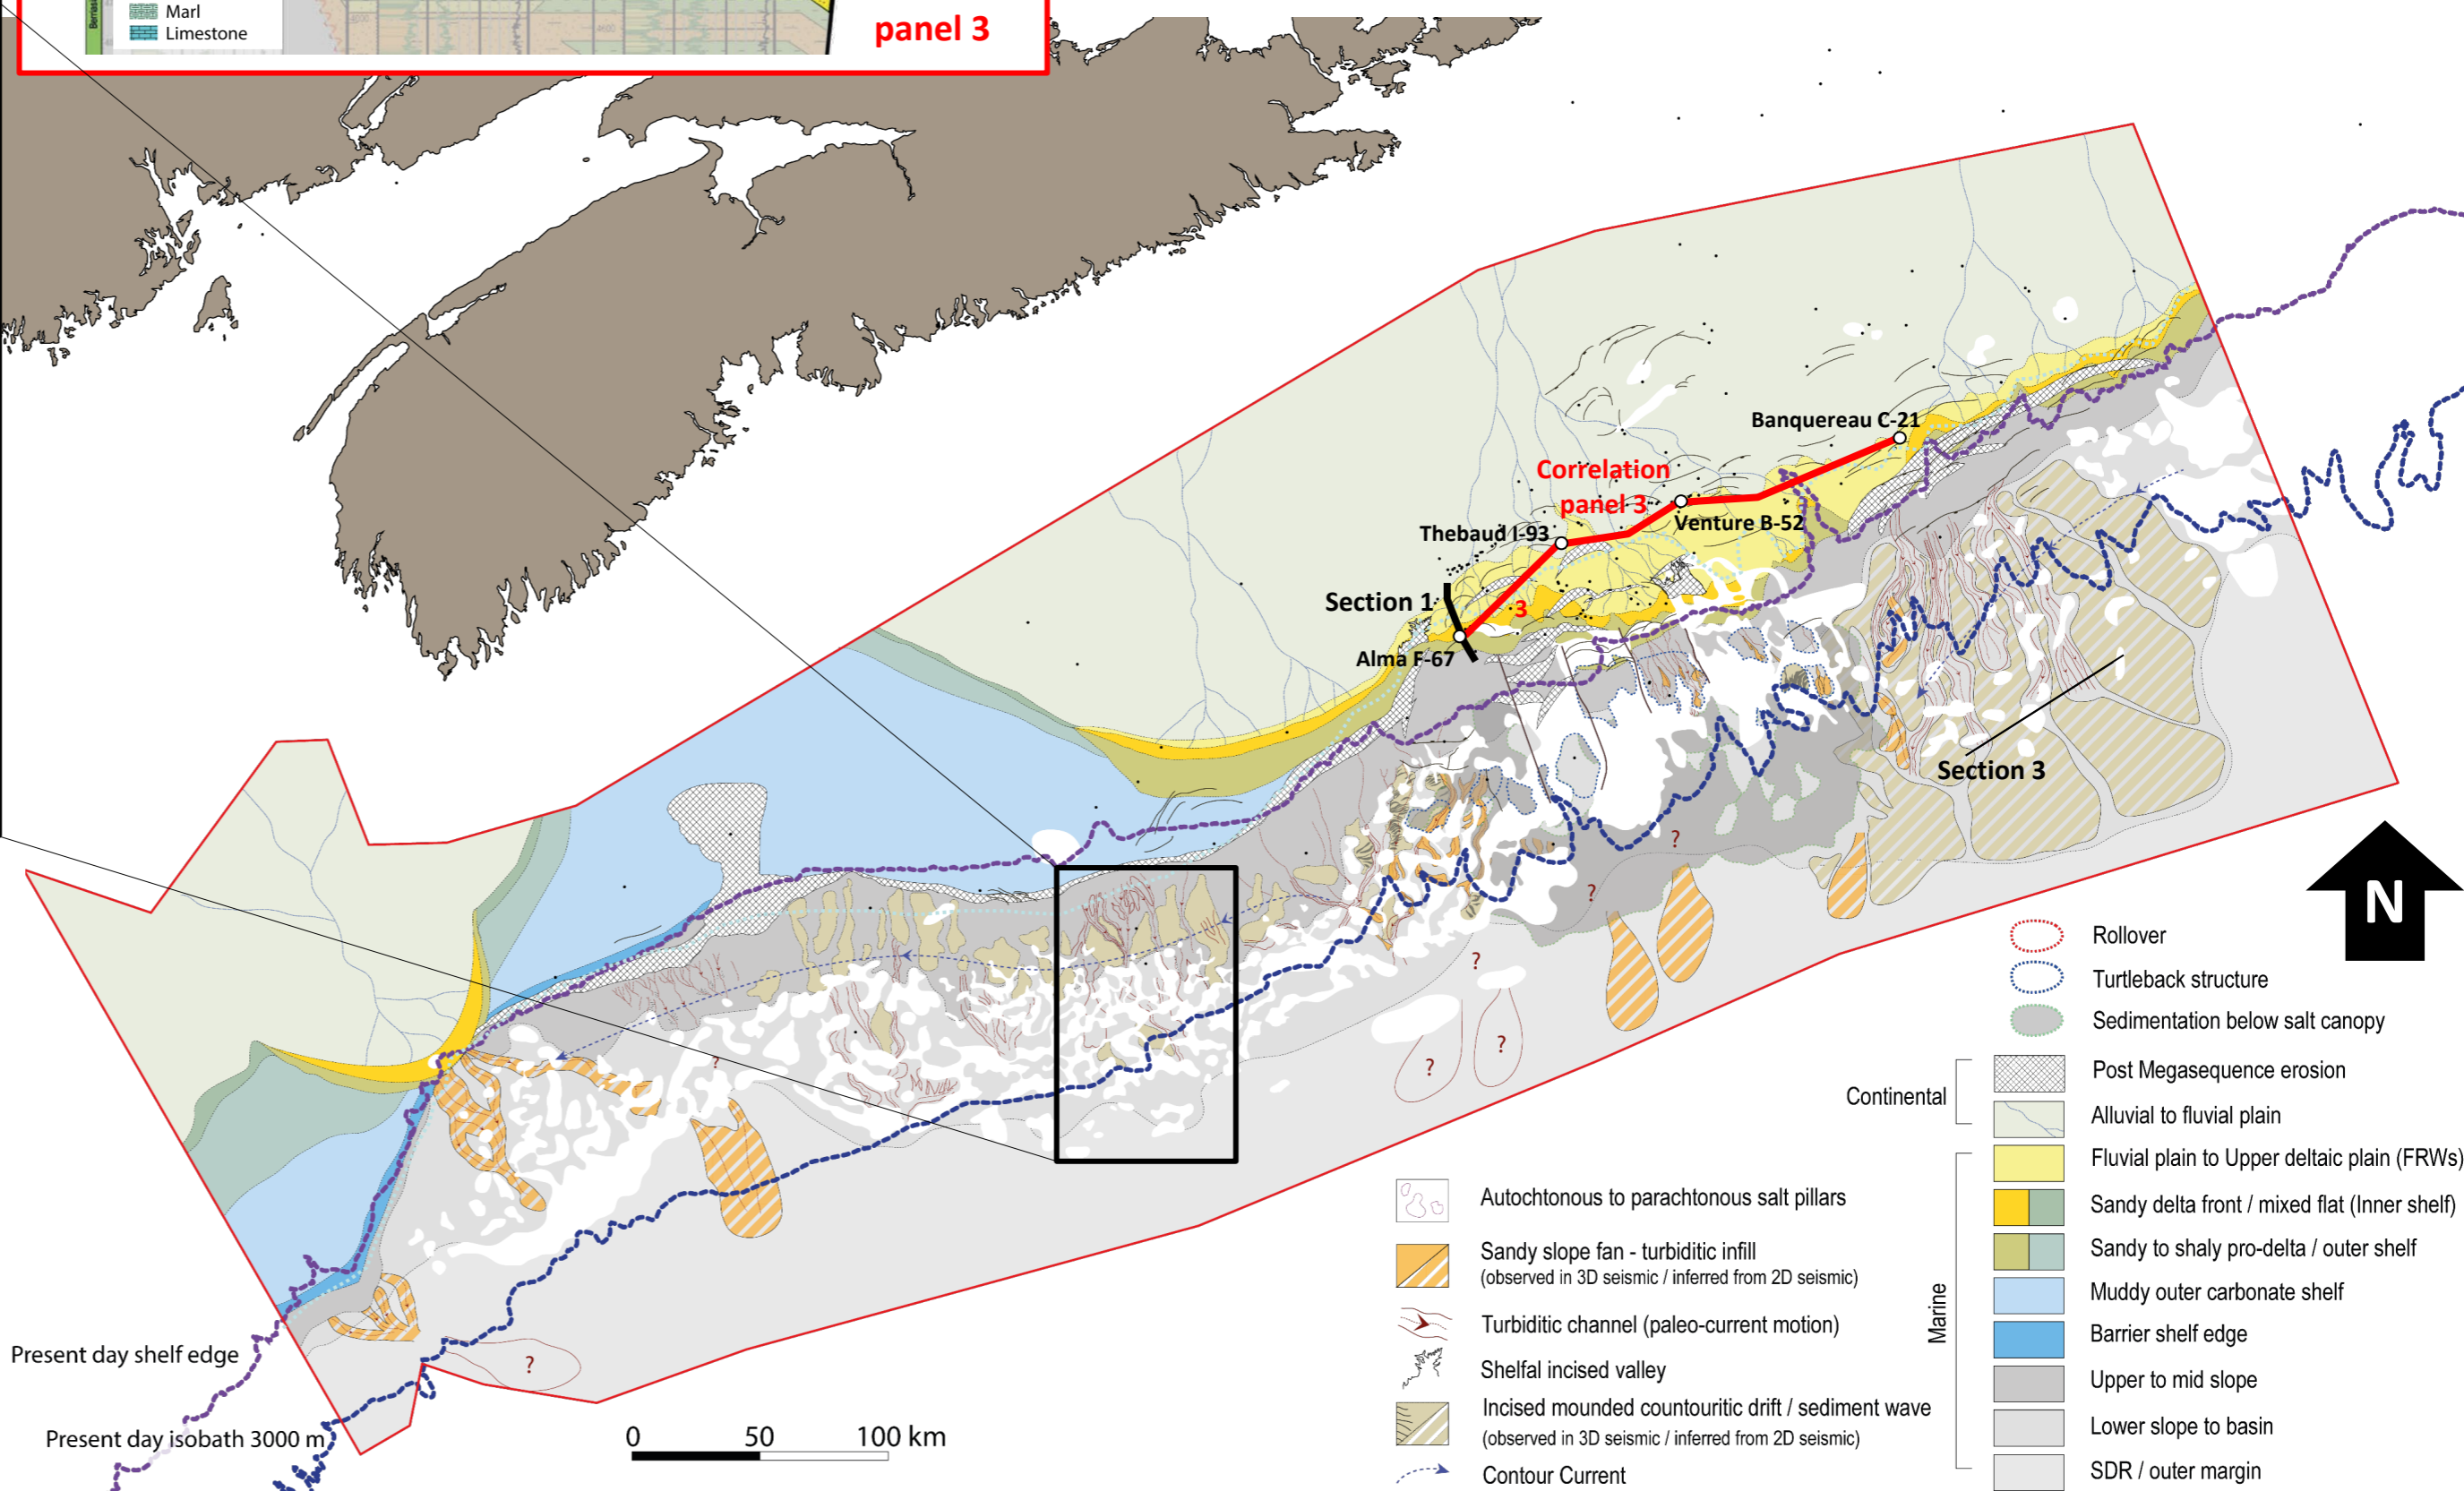 Marl
Limestone
panel 3
Banquereau C-21
Correlation
panel 3
Venture B-52
Thebaud I-93
Section 1
3
Alma F-67
Section 3
?
?
?
?
?
?
?
N
Rollover
Turtleback structure
Sedimentation below salt canopy
Continental
Post Megasequence erosion
Alluvial to fluvial plain
Marine
Fluvial plain to Upper deltaic plain (FRWs)
Sandy delta front / mixed flat (Inner shelf)
Sandy to shaly pro-delta / outer shelf
Muddy outer carbonate shelf
Barrier shelf edge
Upper to mid slope
Lower slope to basin
SDR / outer margin
Autochtonous to parachtonous salt pillars
Sandy slope fan - turbiditic infill
(observed in 3D seismic / inferred from 2D seismic)
Turbiditic channel (paleo-current motion)
Shelfal incised valley
Incised mounded countouritic drift / sediment wave
(observed in 3D seismic / inferred from 2D seismic)
Contour Current
Present day shelf edge
Present day isobath 3000 m
0 50 100 km